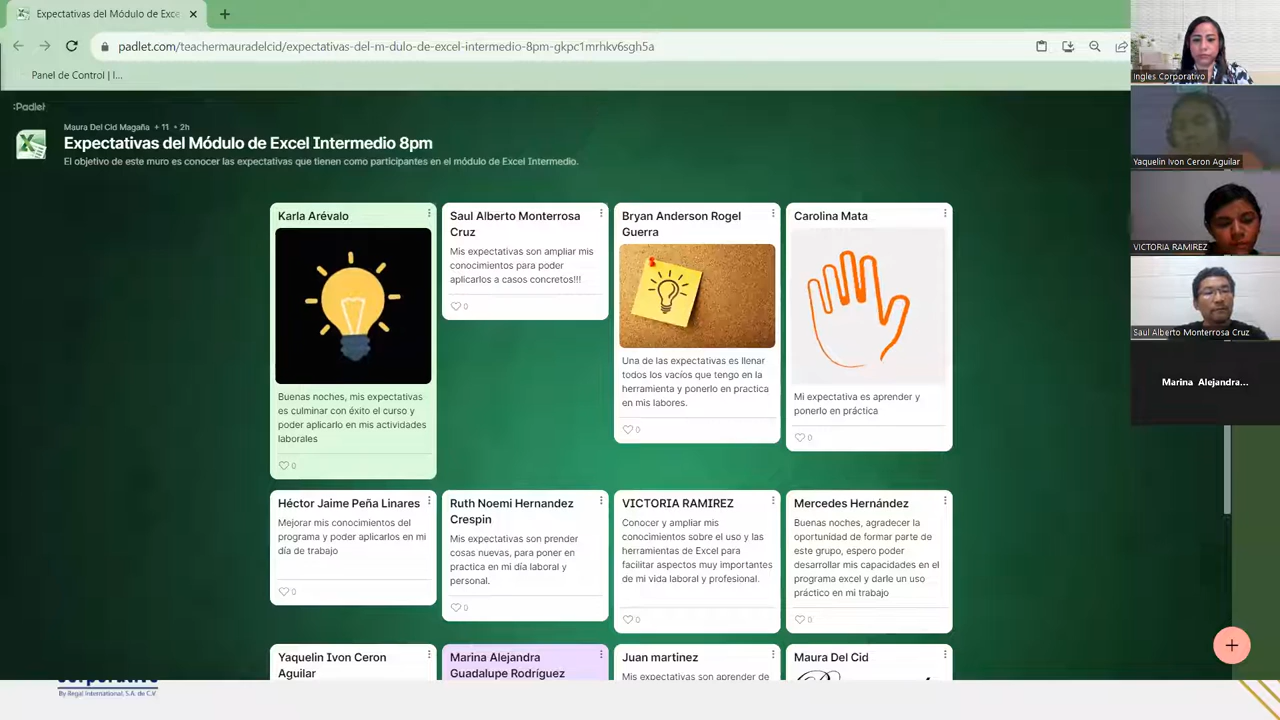 Expectativas del Módulo de Exce
padlet.com/teachermauradelcid/expectativas-del-m-dulo-de-excel-intermedio-8pm-gkpc1mrhkv6sgh5a
Panel de Control | I...
:Padlet
Maura Del Cid Magaña + 11 • 2h
Expectativas del Módulo de Excel Intermedio 8pm
El objetivo de este muro es conocer las expectativas que tienen como participantes en el módulo de Excel Intermedio.
Karla Arévalo
Buenas noches, mis expectativas
es culminar con éxito el curso y
poder aplicarlo en mis actividades
laborales
0
Saul Alberto Monterrosa
Cruz
Mis expectativas son ampliar mis
conocimientos para poder
aplicarlos a casos concretos!!!
0
Bryan Anderson Rogel
Guerra
Una de las expectativas es llenar
todos los vacíos que tengo en la
herramienta y ponerlo en practica
en mis labores.
0
Carolina Mata
Mi expectativa es aprender y
ponerlo en práctica
0
Héctor Jaime Peña Linares
Mejorar mis conocimientos del
programa y poder aplicarlos en mi
día de trabajo
0
Ruth Noemi Hernandez
Crespin
Mis expectativas son prender
cosas nuevas, para poner en
practica en mi día laboral y
personal.
0
VICTORIA RAMIREZ
Conocer y ampliar mis
conocimientos sobre el uso y las
herramientas de Excel para
facilitar aspectos muy importantes
de mi vida laboral y profesional.
0
Mercedes Hernández
Buenas noches, agradecer la
oportunidad de formar parte de
este grupo, espero poder
desarrollar mis capacidades en el
programa excel y darle un uso
práctico en mi trabajo
0
Yaquelin Ivon Ceron
Aguilar
Marina Alejandra
Guadalupe Rodríguez
Juan martinez
Mis expectativas son aprender de
Maura Del Cid
Ingles Corporativo
Yaquelin Ivon Ceron Aguilar
VICTORIA RAMIREZ
Saul Alberto Monterrosa Cruz
Marina Alejandra...
corporativo
By Regal International, S.A. de C.V.